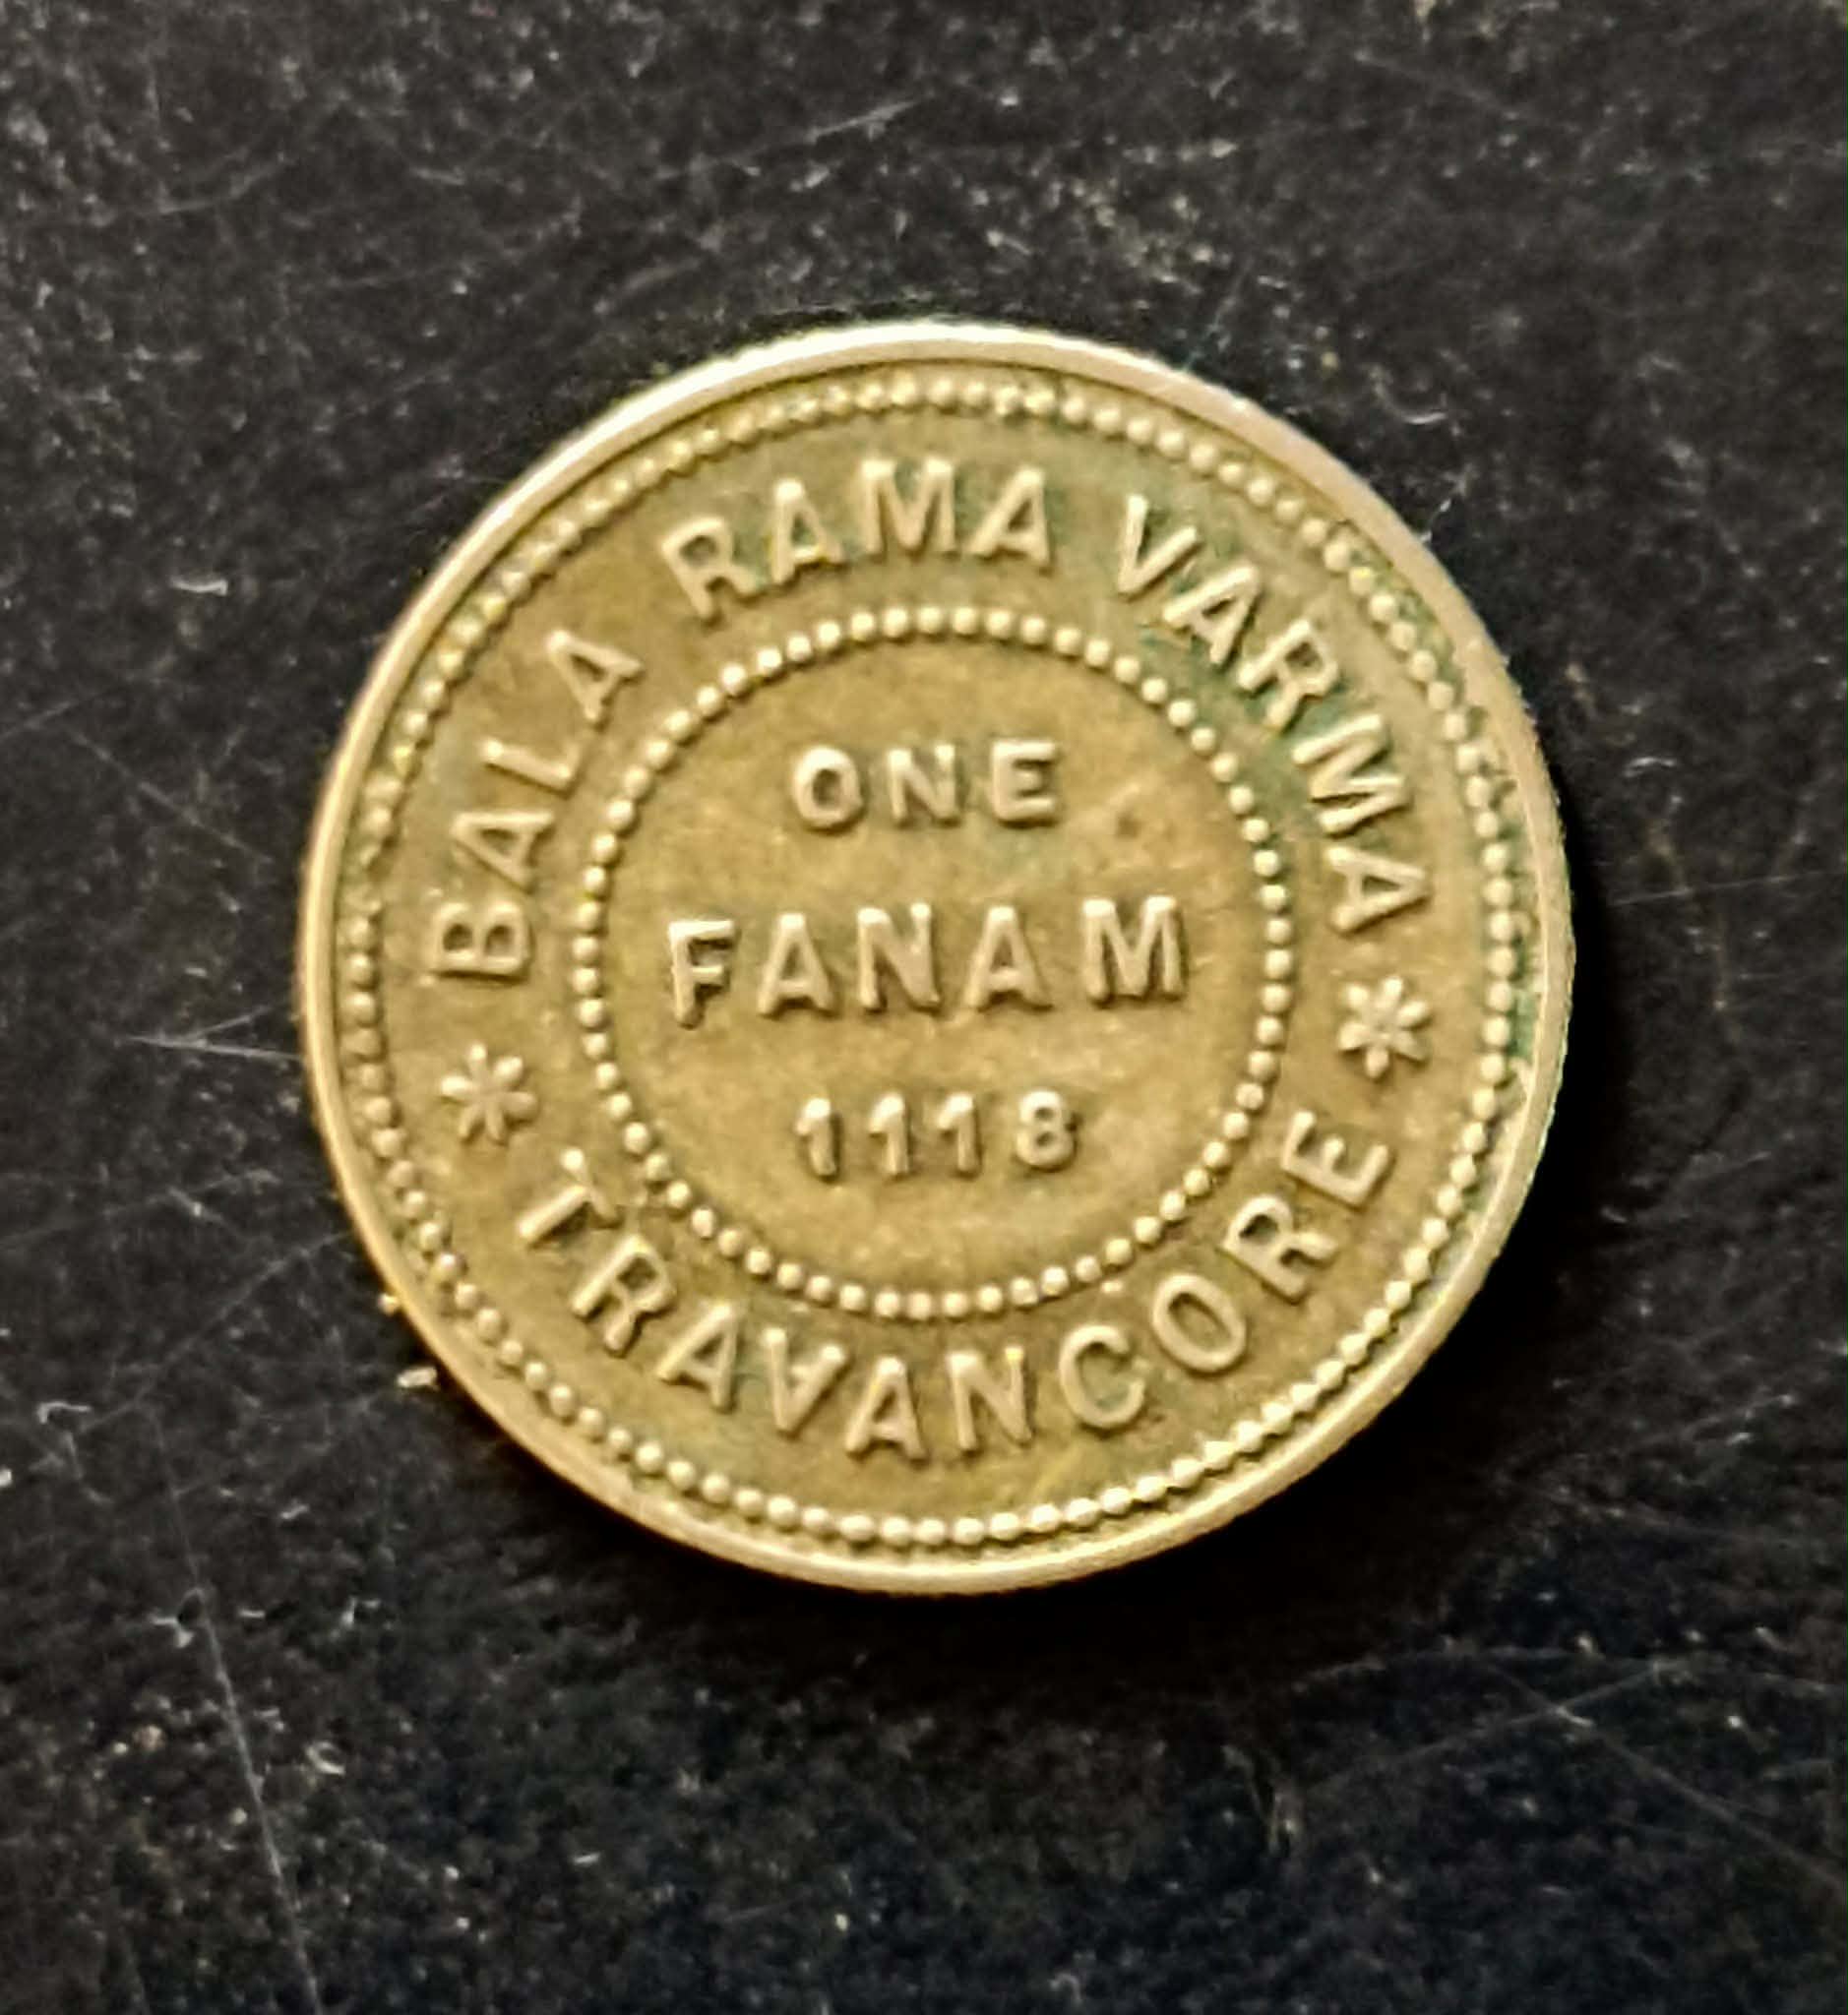 BALA RAMA VARMA
ONE
FANAM
1118
TRAVANCORE